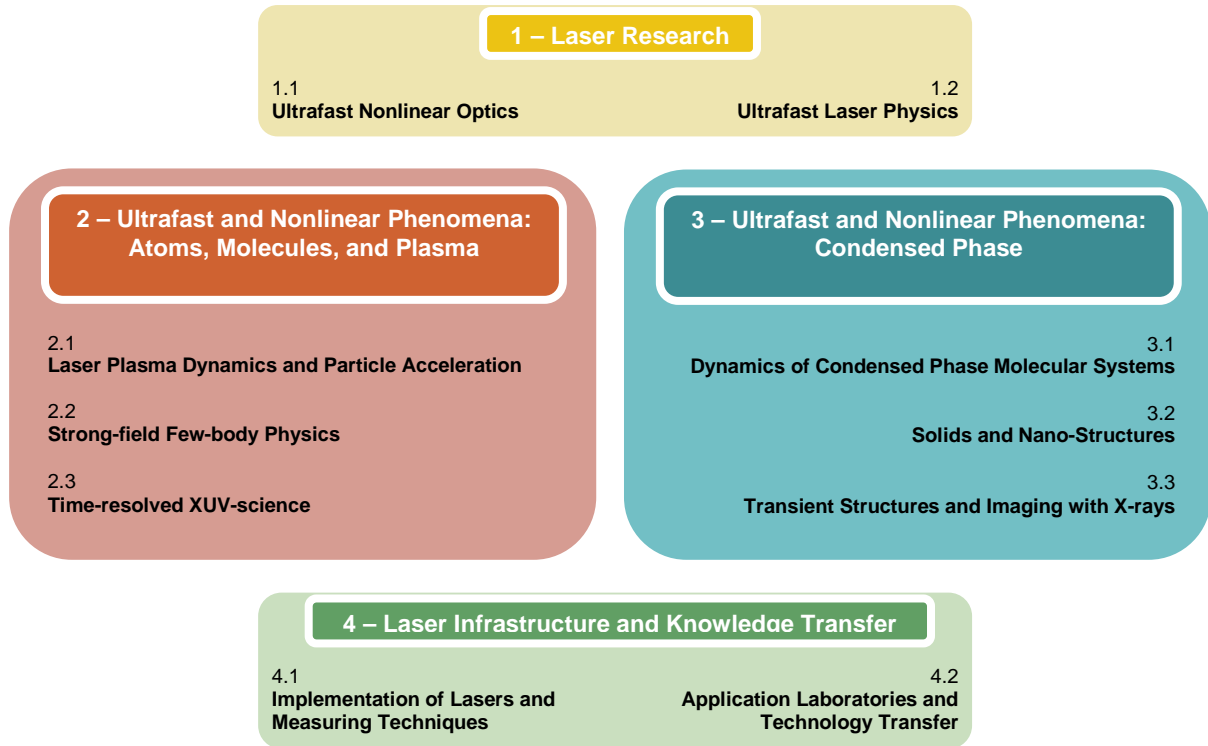 1 – Laser Research
1.1
Ultrafast Nonlinear Optics
1.2
Ultrafast Laser Physics
2 – Ultrafast and Nonlinear Phenomena:
Atoms, Molecules, and Plasma
2.1
Laser Plasma Dynamics and Particle Acceleration
2.2
Strong-field Few-body Physics
2.3
Time-resolved XUV-science
3 – Ultrafast and Nonlinear Phenomena:
Condensed Phase
3.1
Dynamics of Condensed Phase Molecular Systems
3.2
Solids and Nano-Structures
3.3
Transient Structures and Imaging with X-rays
4 – Laser Infrastructure and Knowledge Transfer
4.1
Implementation of Lasers and
Measuring Techniques
4.2
Application Laboratories and
Technology Transfer